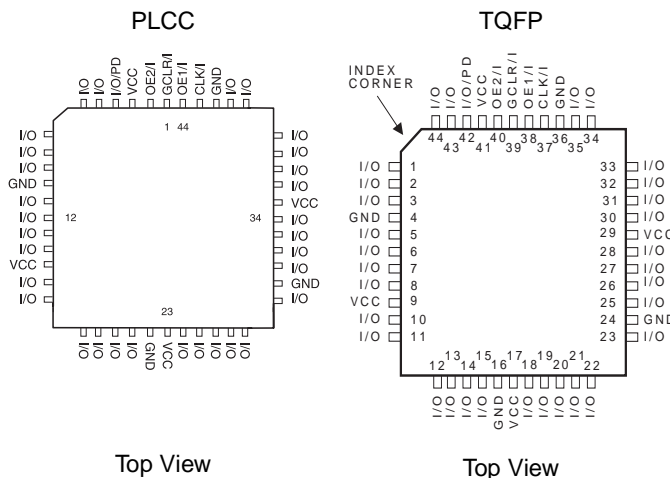 PLCC
I/O
I/O
I/O/PD
VCC
OE2/I
GCLR/I
OE1/I
CLK/I
GND
I/O
I/O
1 44
I/O
I/O
I/O
GND
I/O
I/O
I/O
I/O
VCC
I/O
I/O
12
34
I/O
I/O
I/O
I/O
VCC
I/O
I/O
I/O
I/O
GND
I/O
23
I/O
I/O
I/O
I/O
GND
VCC
I/O
I/O
I/O
I/O
I/O
Top View
TQFP
INDEX
CORNER
I/O
I/O
I/O/PD
VCC
OE2/I
GCLR/I
OE1/I
CLK/I
GND
I/O
I/O
44
43
42
41
40
39
38
37
36
35
34
I/O 1
I/O 2
I/O 3
GND 4
I/O 5
I/O 6
I/O 7
I/O 8
VCC 9
I/O 10
I/O 11
33 I/O
32 I/O
31 I/O
30 I/O
29 VCC
28 I/O
27 I/O
26 I/O
25 I/O
24 GND
23 I/O
12
13
14
15
16
17
18
19
20
21
22
I/O
I/O
I/O
I/O
GND
VCC
I/O
I/O
I/O
I/O
I/O
Top View